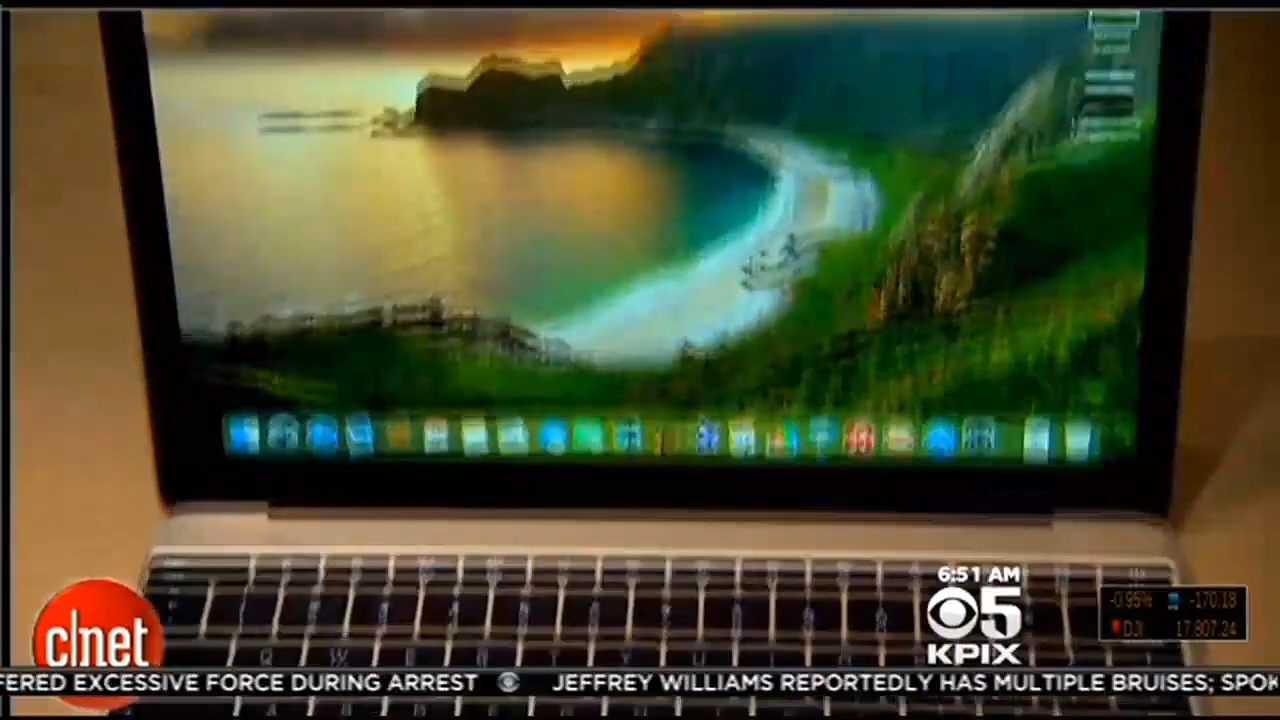 6:51 AM
5
KPIX
-0.95% -170.18
DJI 17,807.24
c|net
FERED EXCESSIVE FORCE DURING ARREST JEFFREY WILLIAMS REPORTEDLY HAS MULTIPLE BRUISES; SPOK